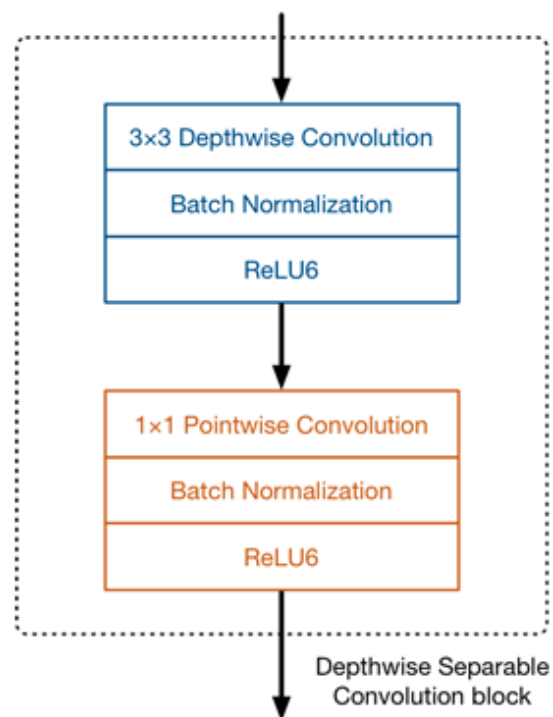 3×3 Depthwise Convolution
Batch Normalization
ReLU6
1×1 Pointwise Convolution
Batch Normalization
ReLU6
Depthwise Separable
Convolution block